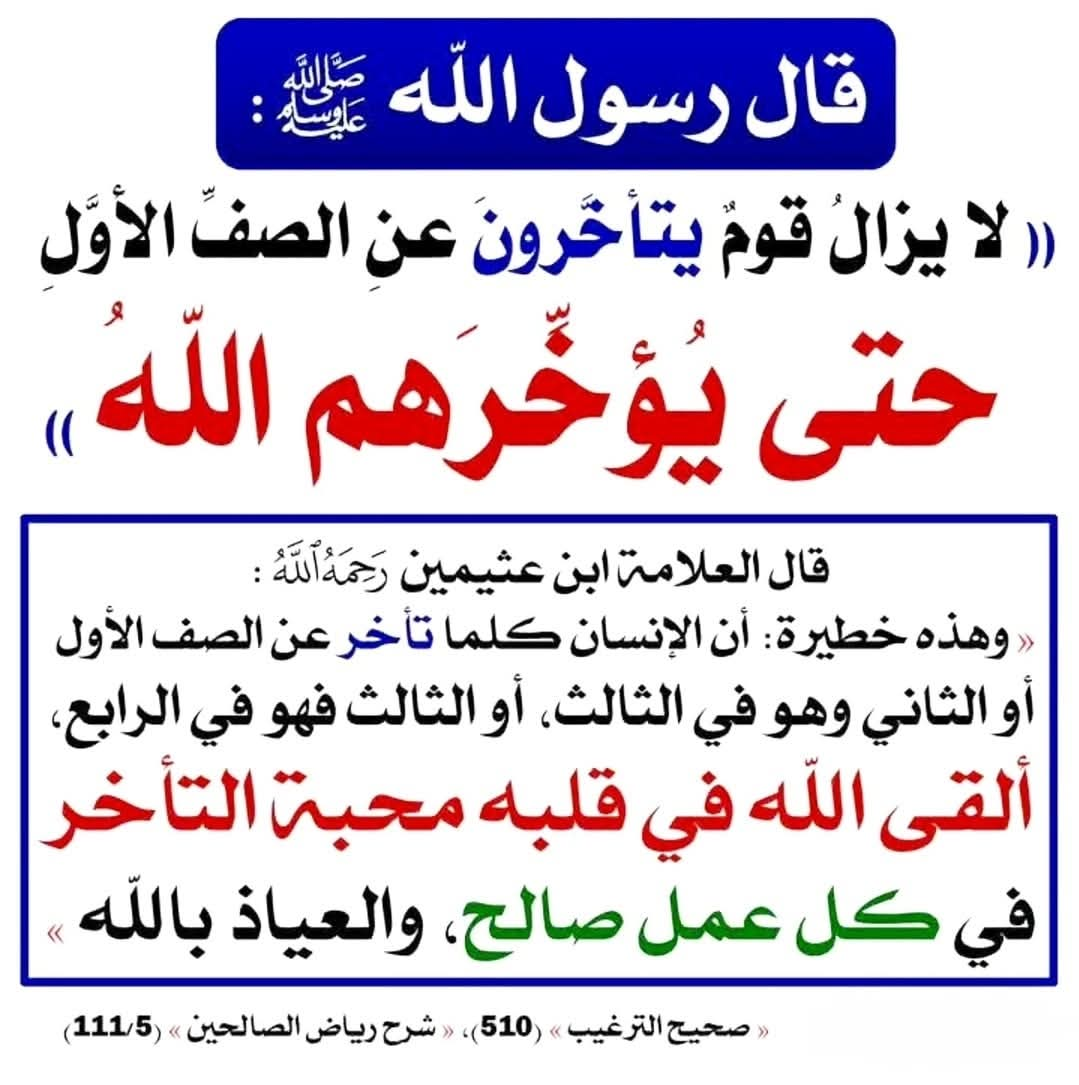 قال رسول الله ﷺ :
(( لا يزالُ قومٌ يتأخَّرونَ عنِ الصفِّ الأوَّلِ
حتى يُؤخِّرَهم اللهُ ))
قال العلامة ابن عثيمين رَحِمَهُ ٱللَّهُ :
« وهذه خطيرة: أن الإنسان كلما تأخر عن الصف الأول
أو الثاني وهو في الثالث، أو الثالث فهو في الرابع،
ألقى الله في قلبه محبة التأخر
في كل عمل صالح، والعياذ بالله »
« صحيح الترغيب » (510)، « شرح رياض الصالحين » (111/5)